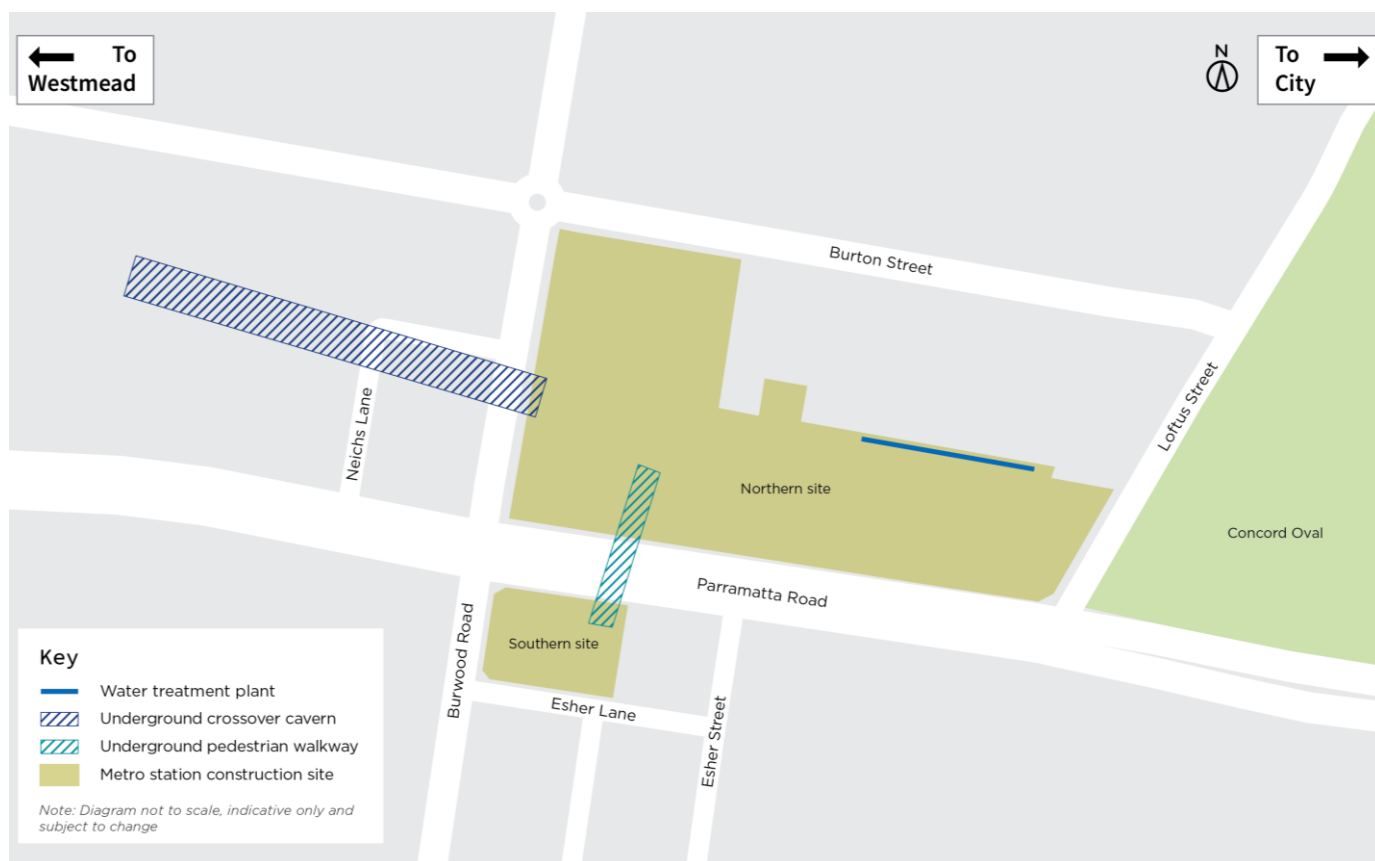 To
Westmead
N
To
City
Burton Street
Loftus Street
Neichs Lane
Northern site
Concord Oval
Parramatta Road
Burwood Road
Southern site
Esher Lane
Esher Street
Key
Water treatment plant
Underground crossover cavern
Underground pedestrian walkway
Metro station construction site
Note: Diagram not to scale, indicative only and
subject to change